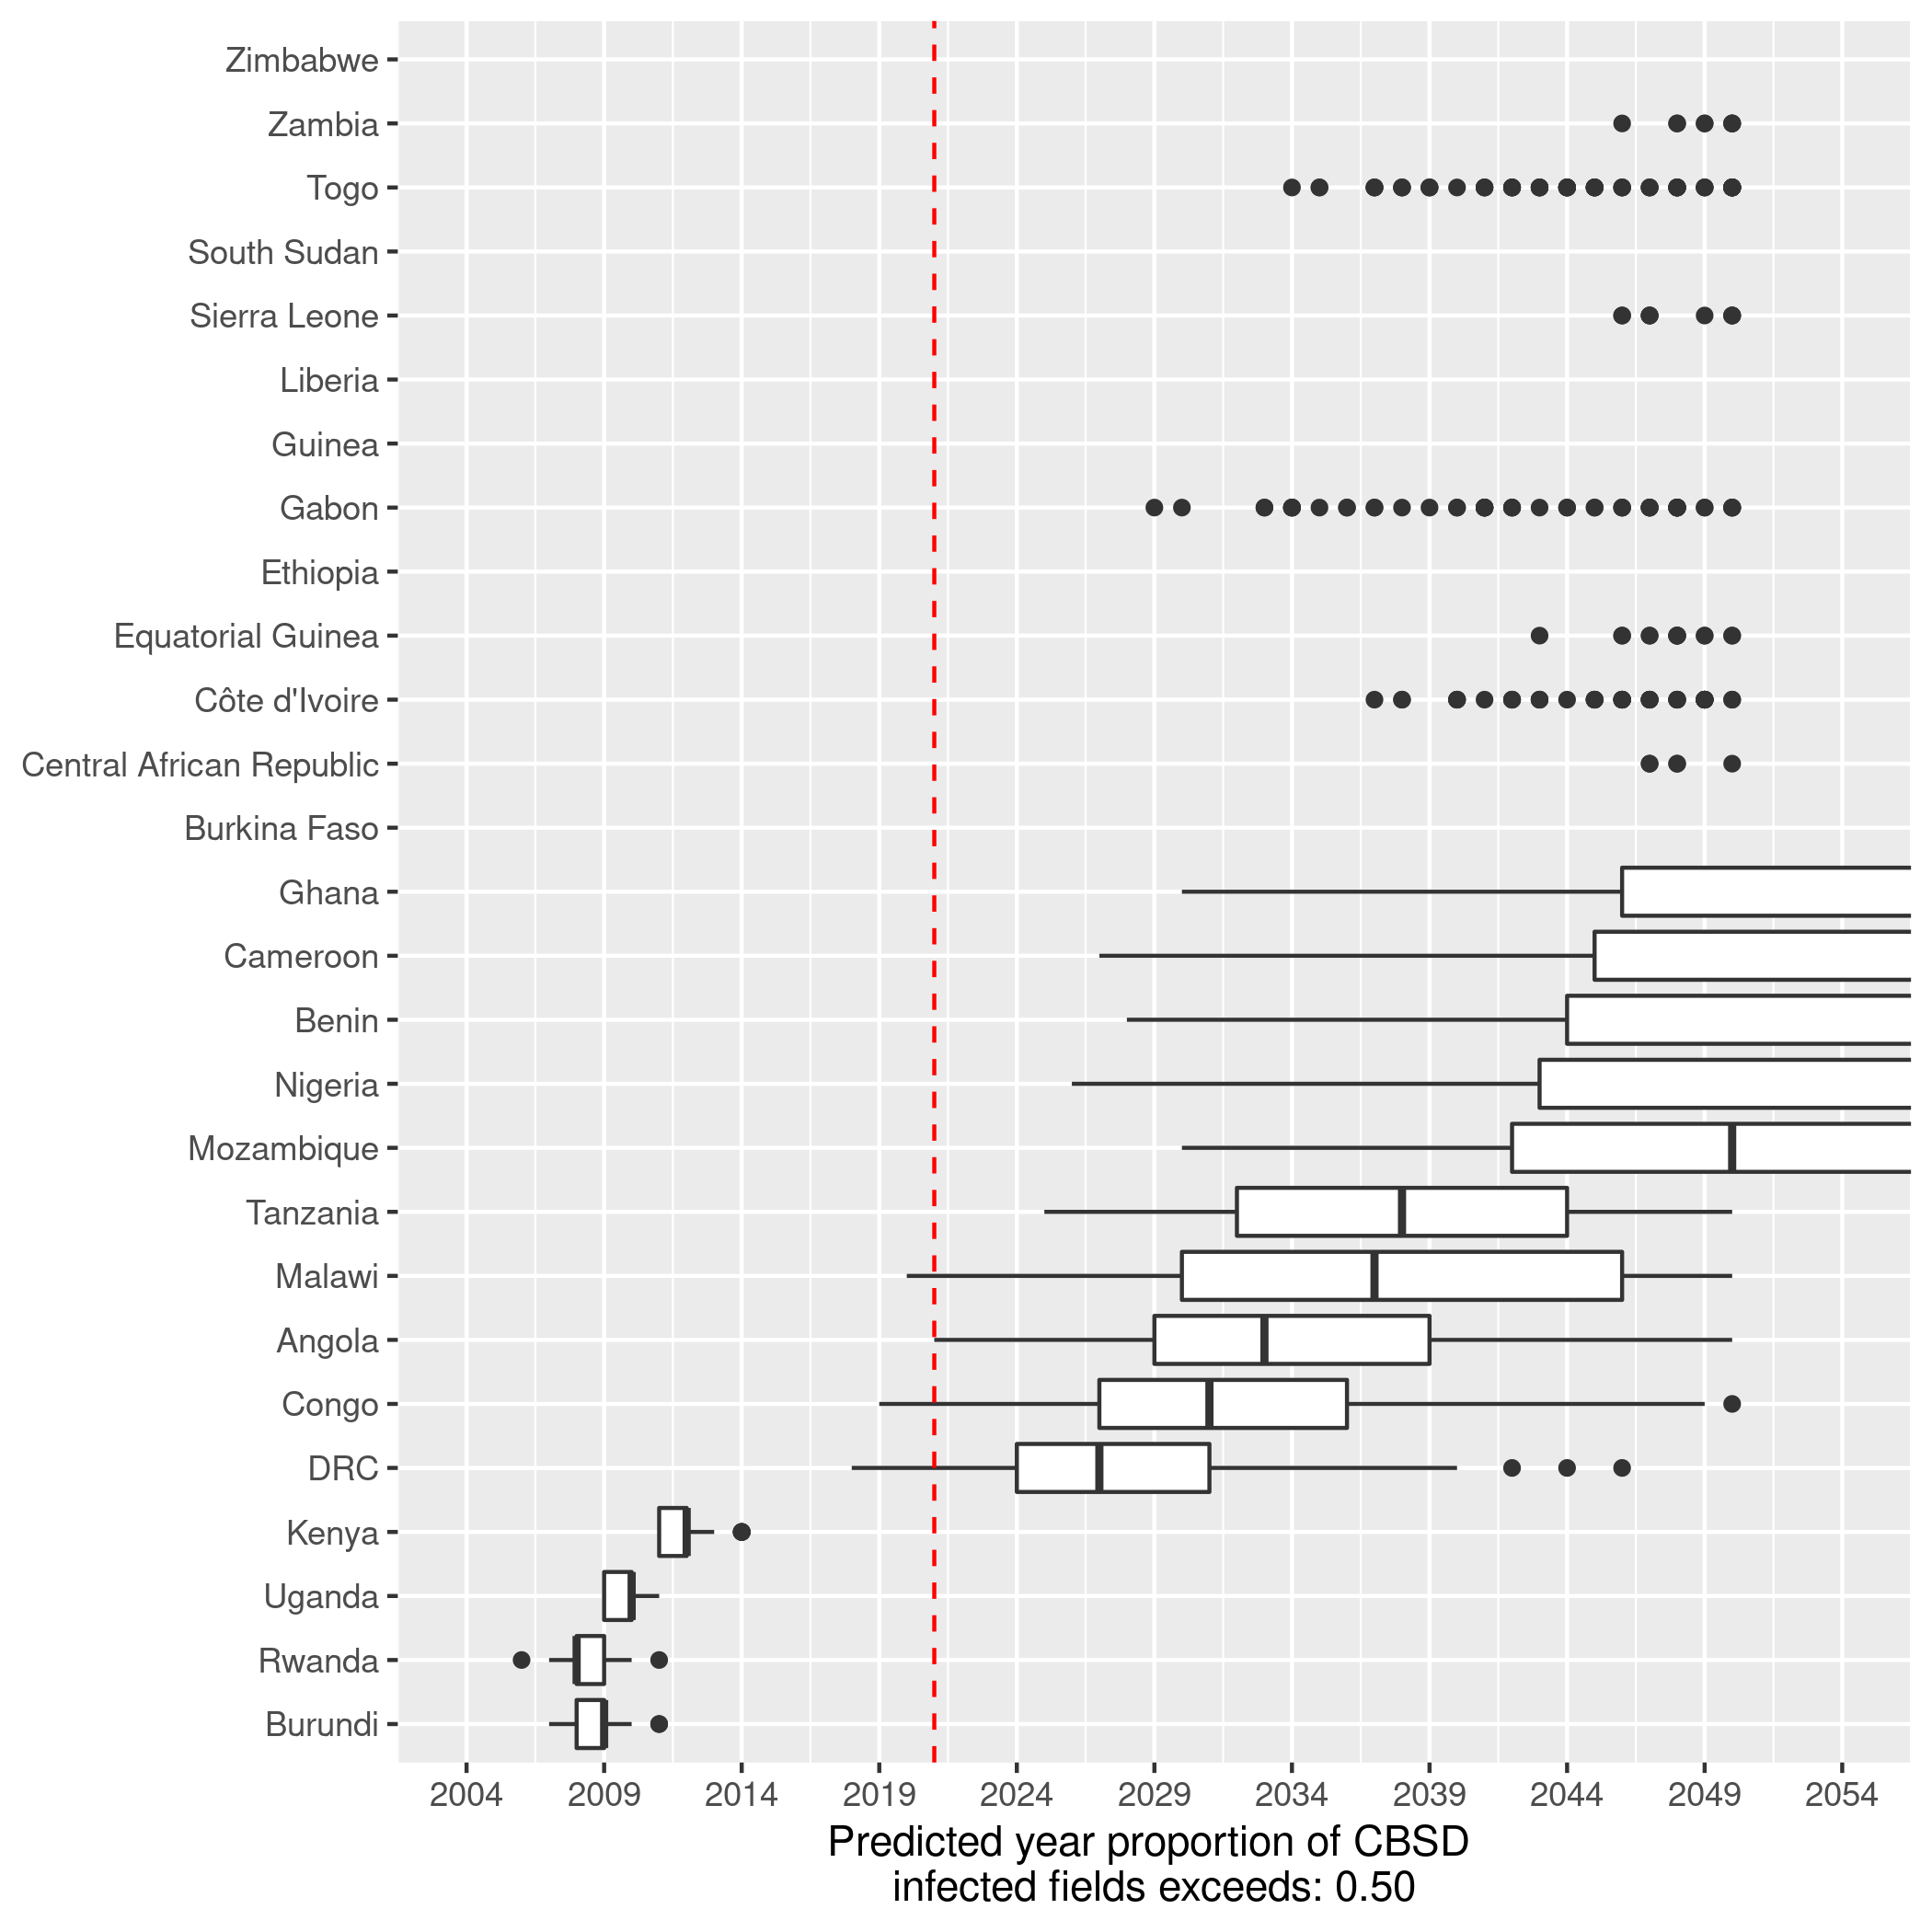 Zimbabwe
Zambia
Togo
South Sudan
Sierra Leone
Liberia
Guinea
Gabon
Ethiopia
Equatorial Guinea
Côte d'Ivoire
Central African Republic
Burkina Faso
Ghana
Cameroon
Benin
Nigeria
Mozambique
Tanzania
Malawi
Angola
Congo
DRC
Kenya
Uganda
Rwanda
Burundi
2004 2009 2014 2019 2024 2029 2034 2039 2044 2049 2054
Predicted year proportion of CBSD
infected fields exceeds: 0.50